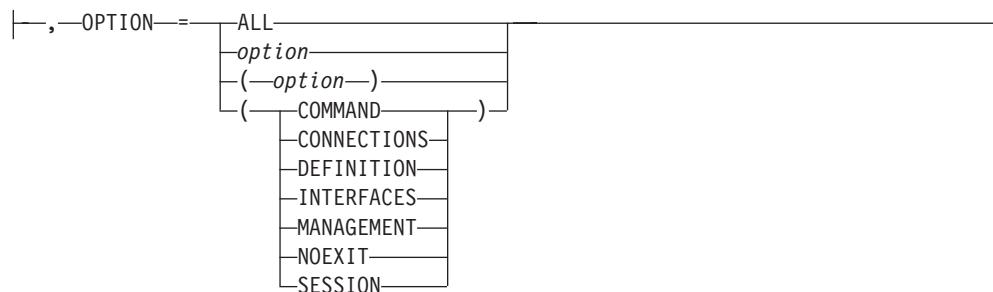 , OPTION = ALL
option
( option )
( COMMAND )
CONNECTIONS
DEFINITION
INTERFACES
MANAGEMENT
NOEXIT
SESSION